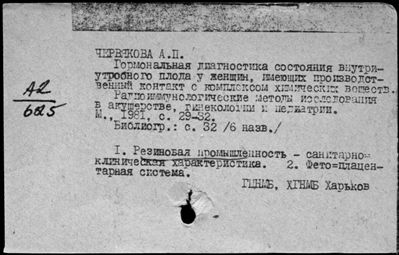 ЧЕРВЯКОВА А.П.
Гормональная диагностика состояния внутри-
утробного плода у женщин, имеющих производст-
венный контакт с комплексом химических веществ.
Радиоиммунологические методы исследования
в акушерстве, гинекологии и педиатрии.
М., 1981, с. 29-32.
Библиогр.: с. 32 /6 назв./
А2
625
1. Резиновая промышленность - санитарно-
клиническая характеристика. 2. Фето-плацен-
тарная система.
ГЦНМБ, ХГНМБ Харьков